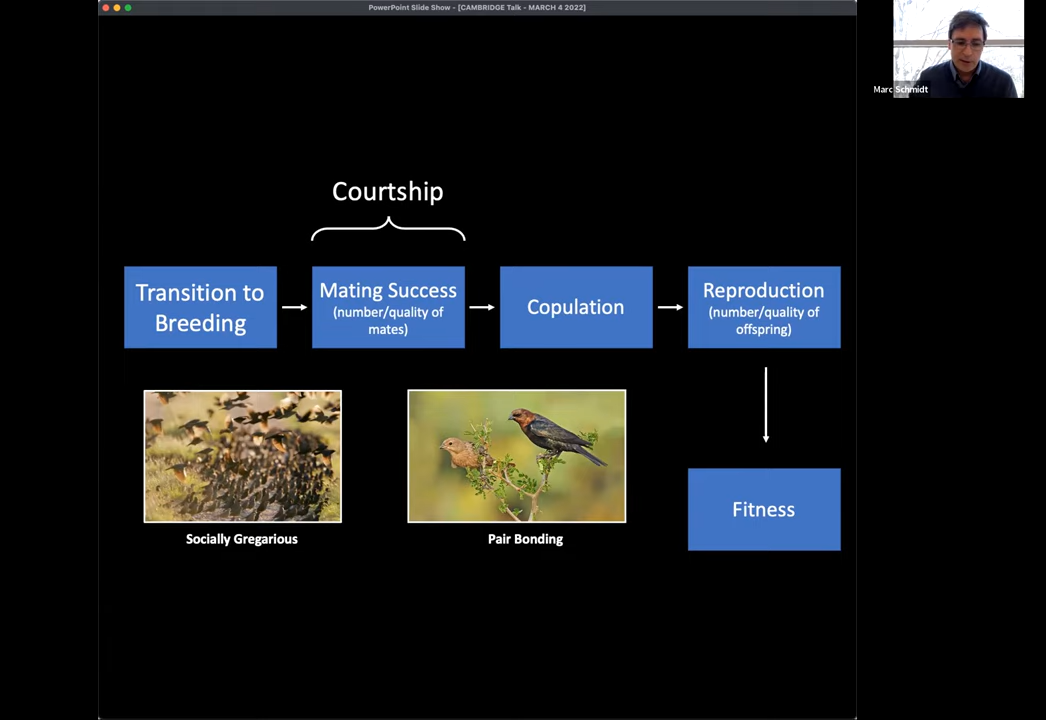 PowerPoint Slide Show - [CAMBRIDGE Talk - MARCH 4 2022]
Marc Schmidt
Courtship
Transition to
Breeding
Mating Success
(number/quality of
mates)
Copulation
Reproduction
(number/quality of
offspring)
Socially Gregarious
Pair Bonding
Fitness